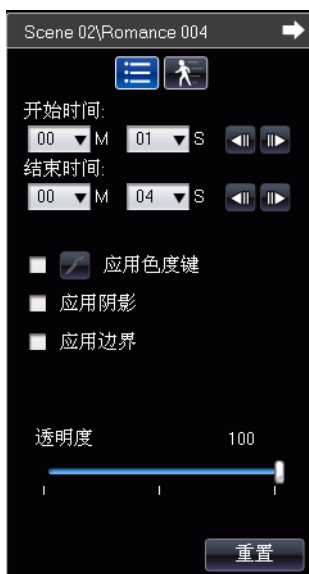 Scene 02\Romance 004
开始时间:
00 M 01 S
结束时间:
00 M 04 S
应用色度键
应用阴影
应用边界
透明度 100
重置